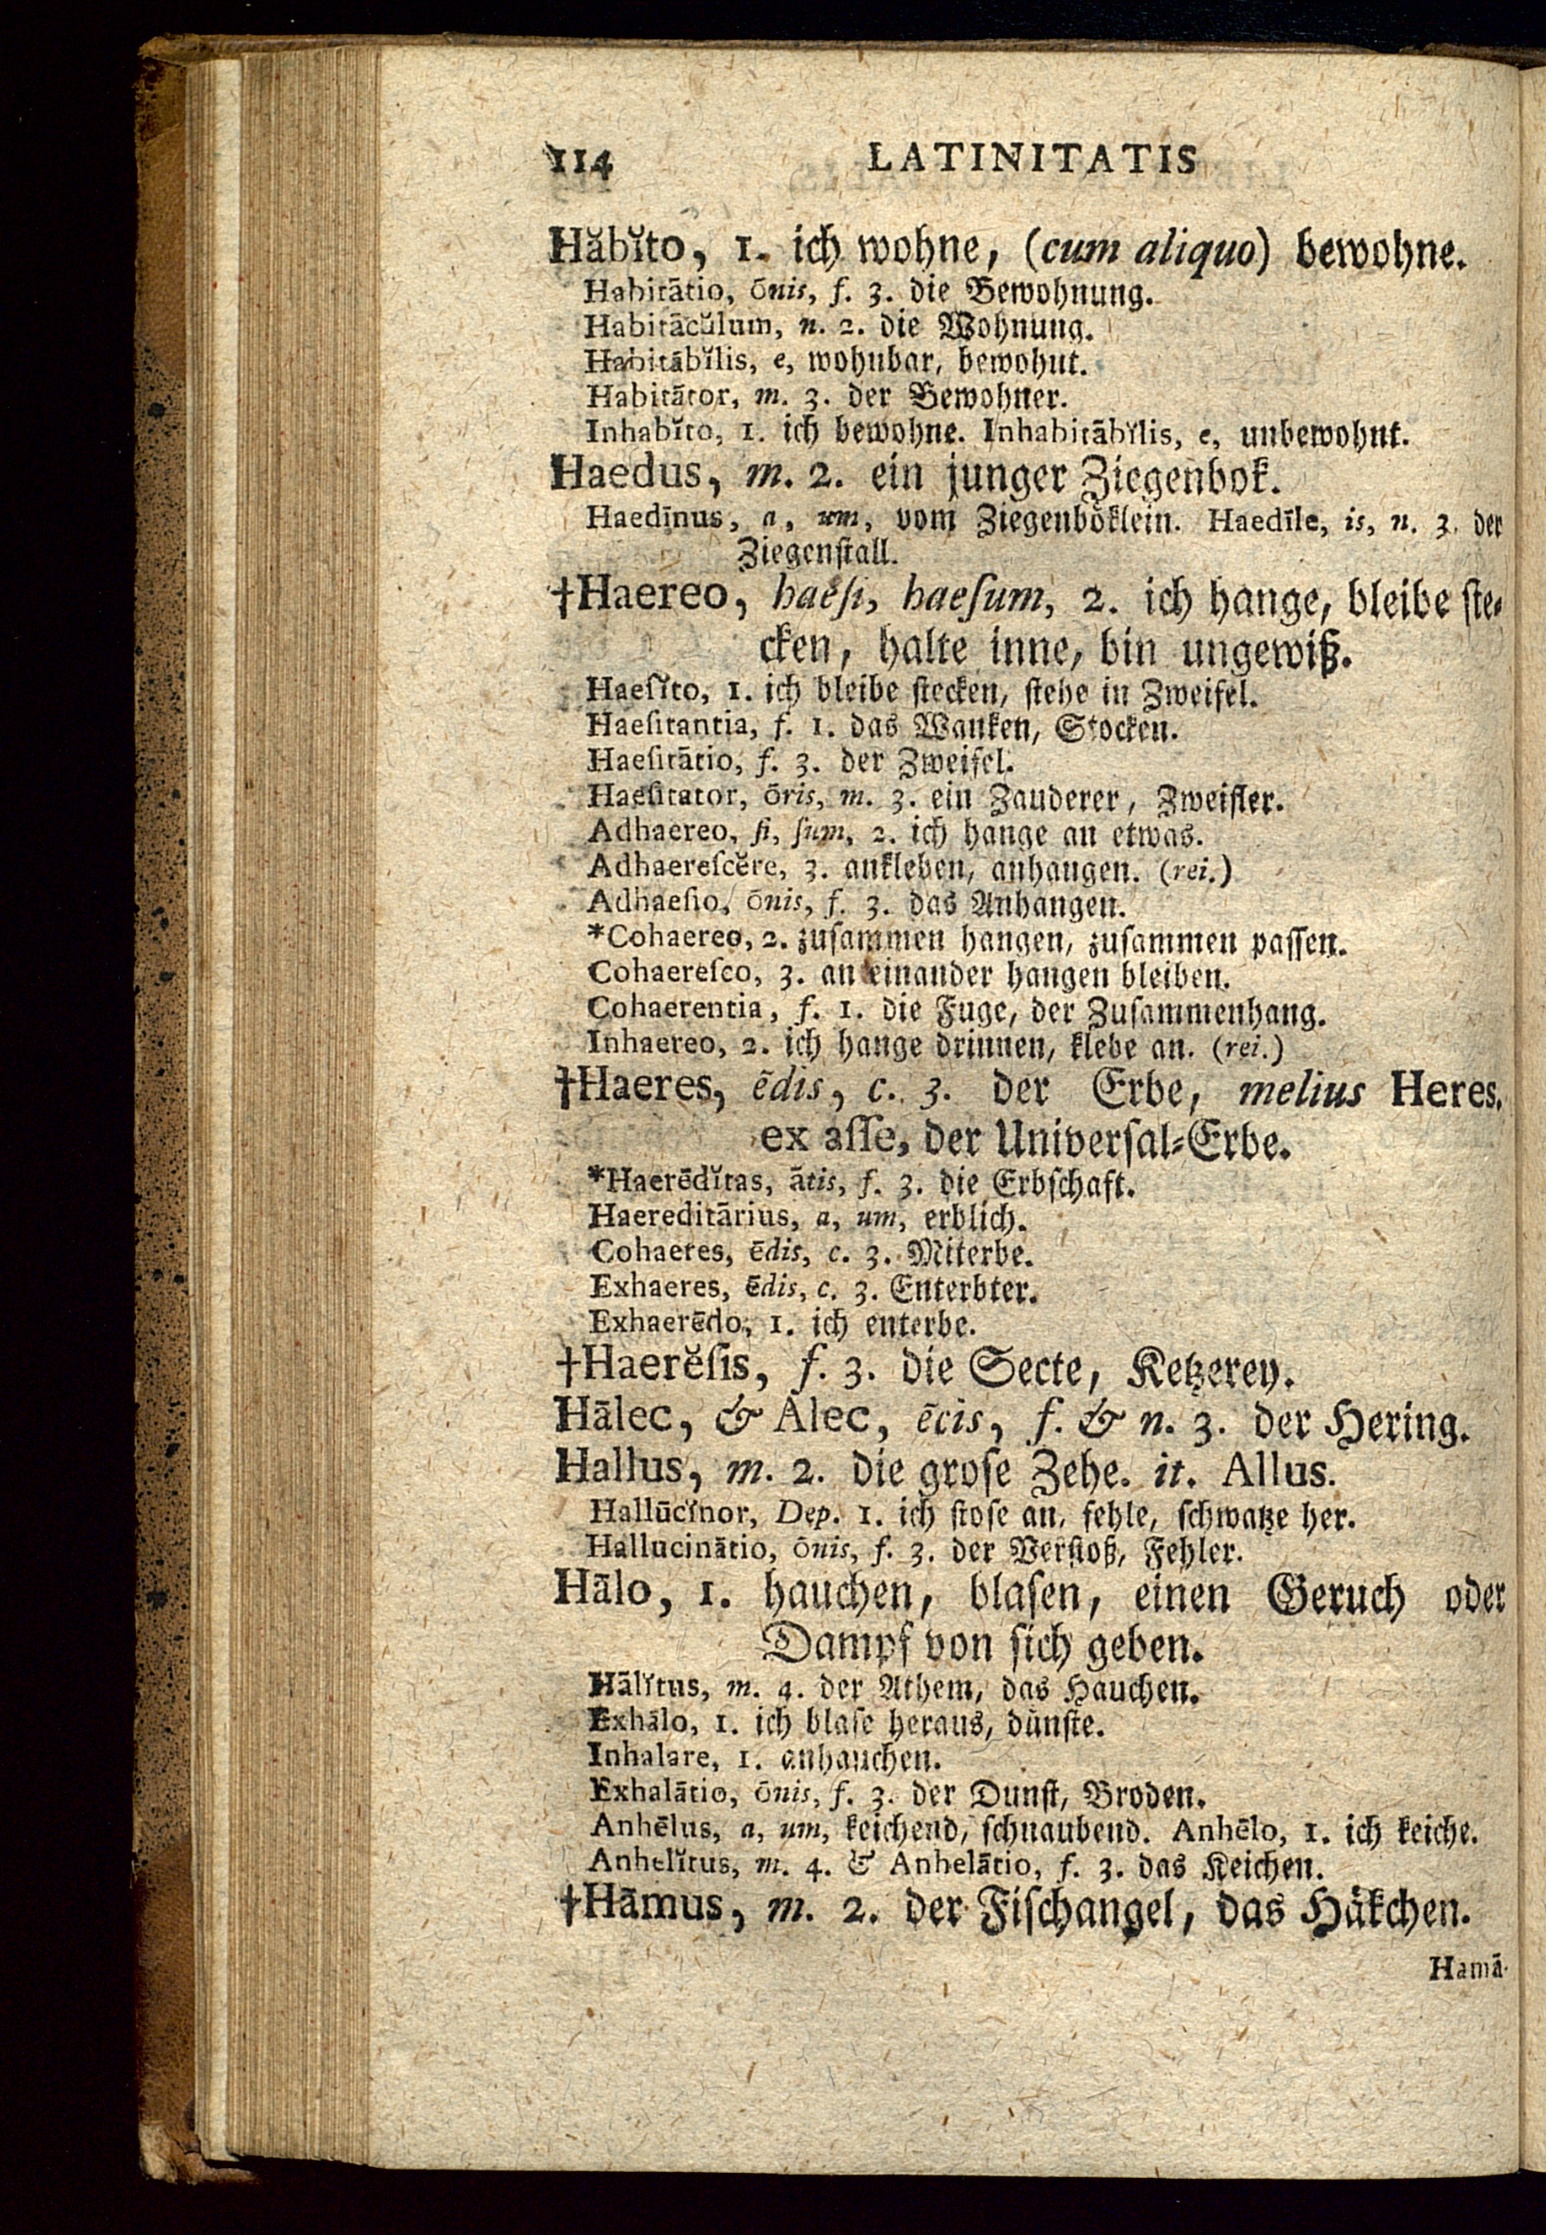 114 LATINITATIS
Hăbĭto, 1. ich wohne, (cum aliquo) bewohne.
Habitātio, ōnis, f. 3. die Bewohnung.
Habitācŭlum, n. 2. die Wohnung.
Habitābĭlis, e, wohnbar, bewohnt.
Habitātor, m. 3. der Bewohner.
Inhabĭto, 1. ich bewohne. Inhabitābĭlis, e, unbewohnt.
Haedus, m. 2. ein junger Ziegenbok.
Haedīnus, a, um, vom Ziegenböklein. Haedīle, is, n. 3. der
Ziegenstall.
†Haereo, haeſi, haeſum, 2. ich hange, bleibe ste-
cken, halte inne, bin ungewiß.
Haeſĭto, 1. ich bleibe stecken, stehe in Zweifel.
Haeſitantia, f. 1. das Wanken, Stocken.
Haeſitātio, f. 3. der Zweifel.
Haeſitator, ōris, m. 3. ein Zauderer, Zweifler.
Adhaereo, ſi, ſum, 2. ich hange an etwas.
Adhaereſcĕre, 3. ankleben, anhangen. (rei.)
Adhaeſio, ōnis, f. 3. das Anhangen.
*Cohaereo, 2. zuſammen hangen, zuſammen paſſen.
Cohaereſco, 3. an einander hangen bleiben.
Cohaerentia, f. 1. die Fuge, der Zuſammenhang.
Inhaereo, 2. ich hange drinnen, klebe an. (rei.)
†Haeres, ēdis, c. 3. der Erbe, melius Heres.
ex aſſe, der Univerſal-Erbe.
*Haerēdĭtas, ātis, f. 3. die Erbſchaft.
Haereditārius, a, um, erblich.
Cohaeres, ēdis, c. 3. Miterbe.
Exhaeres, ēdis, c. 3. Enterbter.
Exhaerēdo, 1. ich enterbe.
†Haerĕſis, f. 3. die Secte, Ketzerey.
Hālec, & Alec, ēcis, f. & n. 3. der Hering.
Hallus, m. 2. die groſe Zehe. it. Allus.
Hallūcĭnor, Dep. 1. ich ſtoſe an, fehle, ſchwatze her.
Hallucinātio, ōnis, f. 3. der Verſtoß, Fehler.
Hālo, 1. hauchen, blaſen, einen Geruch oder
Dampf von ſich geben.
Hālĭtus, m. 4. der Athem, das Hauchen.
Exhālo, 1. ich blaſe heraus, dünſte.
Inhalare, 1. anhauchen.
Exhalātio, ōnis, f. 3. der Dunſt, Broden.
Anhēlus, a, um, keichend, ſchnaubend. Anhēlo, 1. ich keiche.
Anhelĭtus, m. 4. & Anhelātio, f. 3. das Keichen.
†Hāmus, m. 2. der Fiſchangel, das Häkchen.
Hamā-